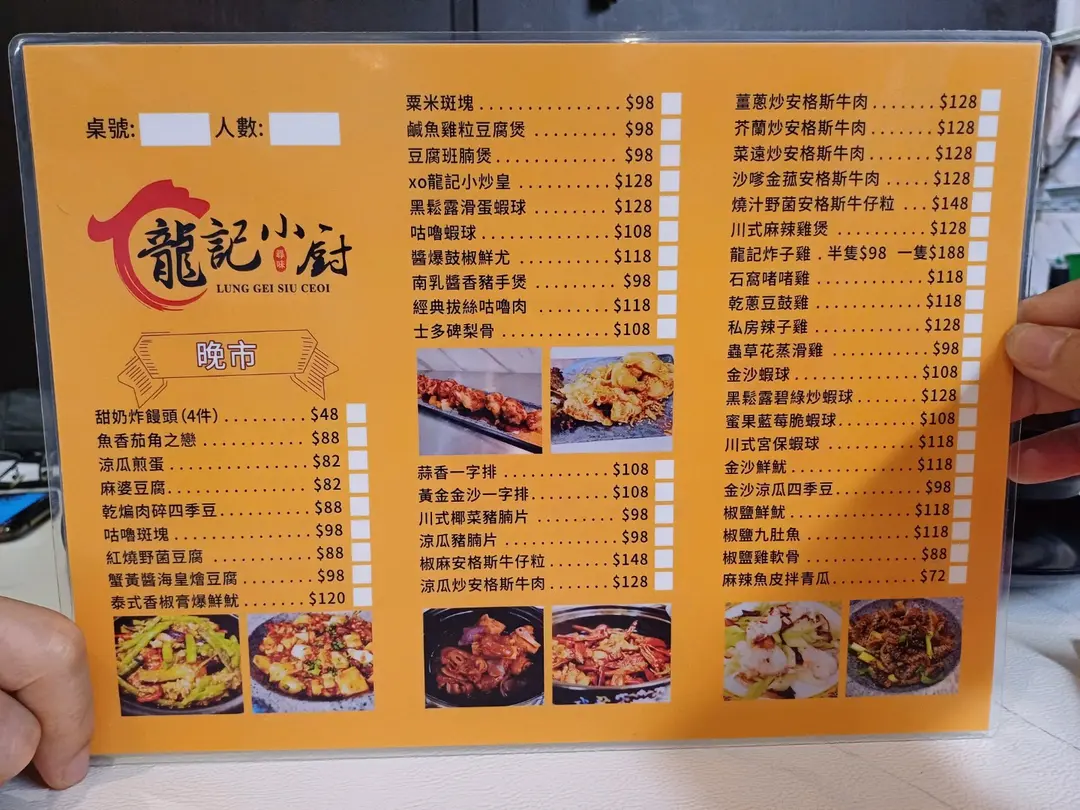 桌號: 人數:
龍記小廚
尋味
LUNG GEI SIU CEOI
晚市
甜奶炸饅頭(4件) ........... $48
魚香茄角之戀 ............ $88
涼瓜煎蛋 ............... $82
麻婆豆腐 ............... $82
乾煸肉碎四季豆 .......... $88
咕嚕斑塊 ............... $98
紅燒野菌豆腐 ............ $88
蟹黃醬海皇燴豆腐 ........ $98
泰式香椒膏爆鮮魷 ....... $120
粟米斑塊 ............... $98
鹹魚雞粒豆腐煲 .......... $98
豆腐班腩煲 ............. $98
xo龍記小炒皇 .......... $128
黑鬆露滑蛋蝦球 ......... $128
咕嚕蝦球 .............. $108
醬爆鼓椒鮮尤 .......... $118
南乳醬香豬手煲 .......... $98
經典拔絲咕嚕肉 ........ $118
士多碑梨骨 ............ $108
蒜香一字排 ............ $108
黃金金沙一字排 ......... $108
川式椰菜豬腩片 ......... $98
涼瓜豬腩片 ............. $98
椒麻安格斯牛仔粒 ....... $148
涼瓜炒安格斯牛肉 ....... $128
薑蔥炒安格斯牛肉 ....... $128
芥蘭炒安格斯牛肉 ....... $128
菜遠炒安格斯牛肉 ....... $128
沙嗲金菰安格斯牛肉 ..... $128
燒汁野菌安格斯牛仔粒 ... $148
川式麻辣雞煲 .......... $128
龍記炸子雞 . 半隻$98 一隻$188
石窩啫啫雞 ............ $118
乾蔥豆鼓雞 ............ $118
私房辣子雞 ............ $128
蟲草花蒸滑雞 ........... $98
金沙蝦球 .............. $108
黑鬆露碧綠炒蝦球 ....... $128
蜜果藍莓脆蝦球 ......... $108
川式宮保蝦球 .......... $118
金沙鮮魷 .............. $118
金沙涼瓜四季豆 .......... $98
椒鹽鮮魷 .............. $118
椒鹽九肚魚 ............ $118
椒鹽雞軟骨 ............. $88
麻辣魚皮拌青瓜 .......... $72